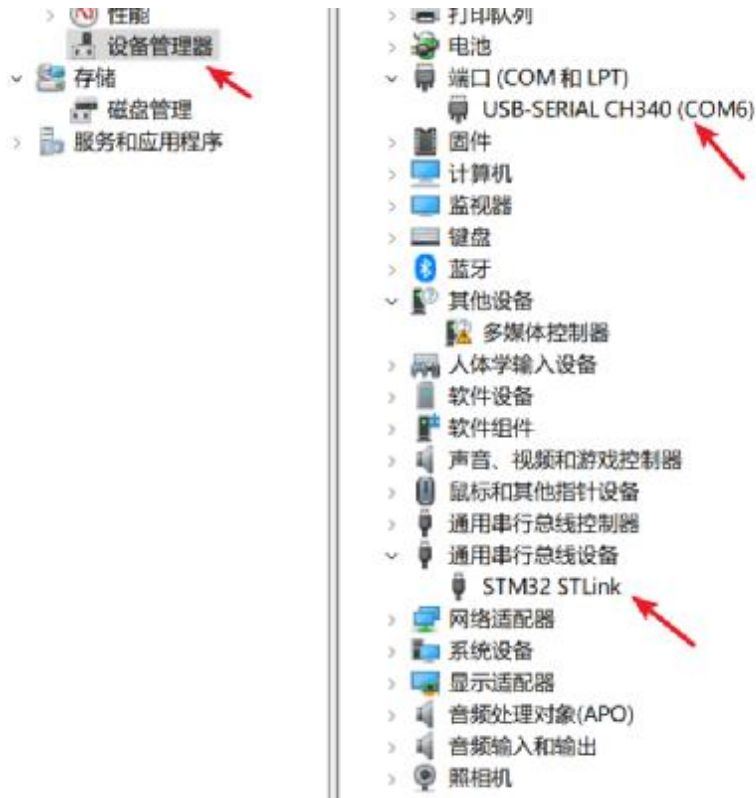 性能
设备管理器
存储
磁盘管理
服务和应用程序
打印队列
电池
端口 (COM 和 LPT)
USB-SERIAL CH340 (COM6)
固件
计算机
监视器
键盘
蓝牙
其他设备
多媒体控制器
人体学输入设备
软件设备
软件组件
声音、视频和游戏控制器
鼠标和其他指针设备
通用串行总线控制器
通用串行总线设备
STM32 STLink
网络适配器
系统设备
显示适配器
音频处理对象(APO)
音频输入和输出
照相机